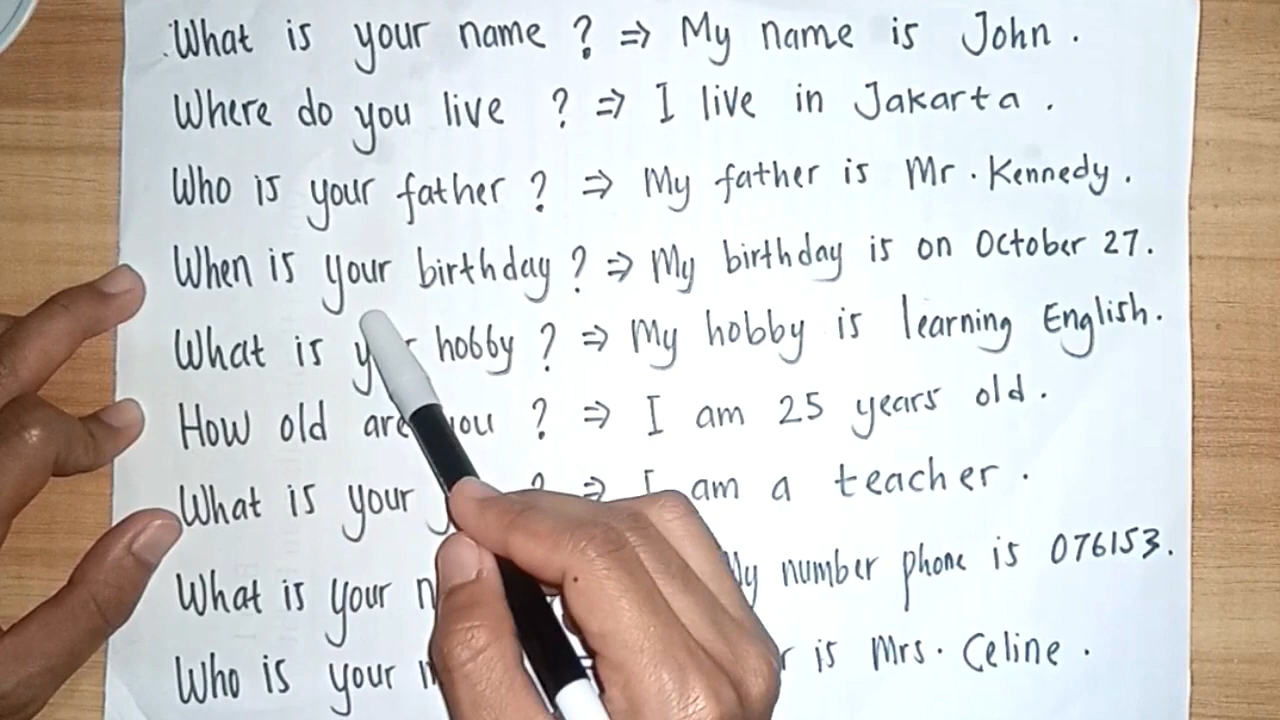 What is your name ? ⇒ My name is John .
Where do you live ? ⇒ I live in Jakarta .
Who is your father ? ⇒ My father is Mr . Kennedy .
When is your birthday ? ⇒ My birthday is on October 27 .
What is your hobby ? ⇒ My hobby is learning English .
How old are you ? ⇒ I am 25 years old .
What is your ? ⇒ I am a teacher .
What is your My number phone is 076153 .
Who is your is Mrs . Celine .